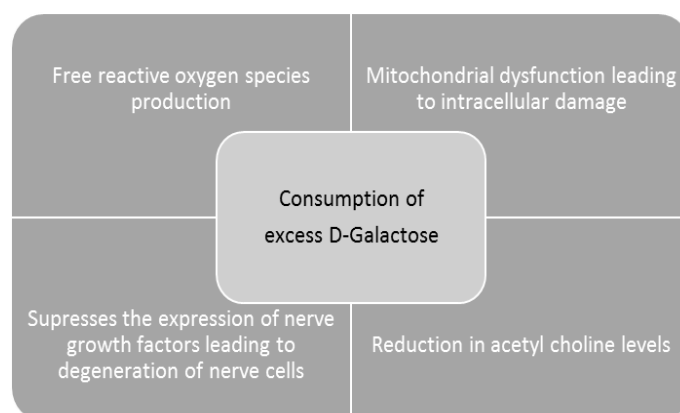 Free reactive oxygen species
production
Mitochondrial dysfunction leading
to intracellular damage
Consumption of
excess D-Galactose
Supresses the expression of nerve
growth factors leading to
degeneration of nerve cells
Reduction in acetyl choline levels